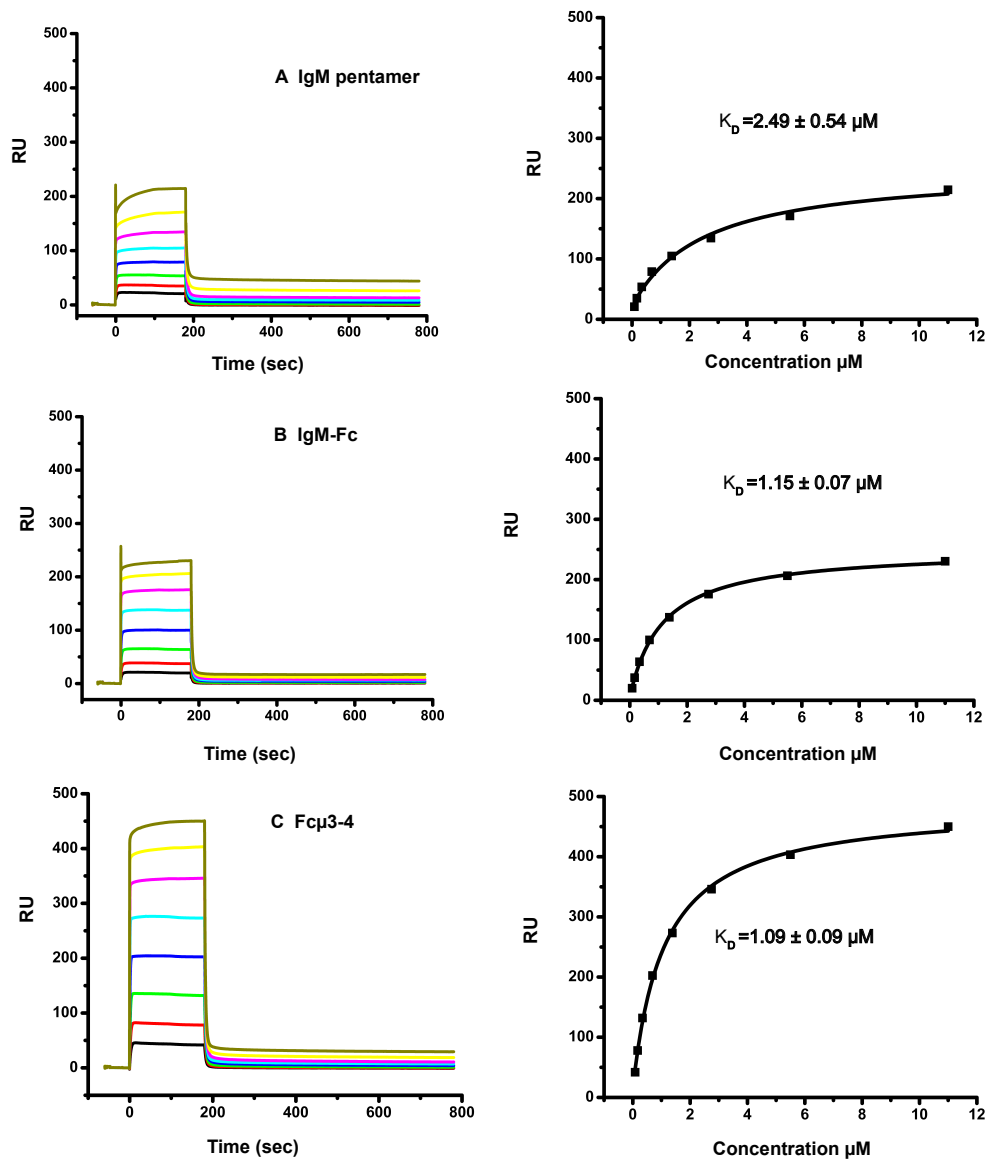 500
400
300
200
100
0
RU
A IgM pentamer
0 200 400 600 800
Time (sec)
500
400
300
200
100
0
RU
K_D =2.49 ± 0.54 µM
0 2 4 6 8 10 12
Concentration µM
500
400
300
200
100
0
RU
B IgM-Fc
0 200 400 600 800
Time (sec)
500
400
300
200
100
0
RU
K_D =1.15 ± 0.07 µM
0 2 4 6 8 10 12
Concentration µM
500
400
300
200
100
0
RU
C Fcµ3-4
0 200 400 600 800
Time (sec)
500
400
300
200
100
0
RU
K_D =1.09 ± 0.09 µM
0 2 4 6 8 10 12
Concentration µM